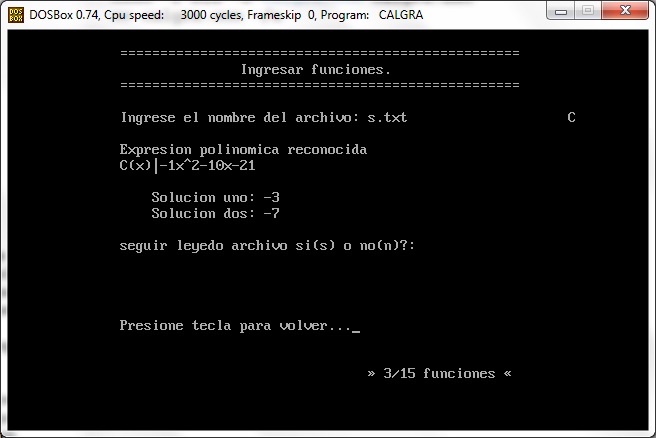 DOSBox 0.74, Cpu speed: 3000 cycles, Frameskip 0, Program: CALGRA
==================================================
Ingresar funciones.
==================================================
Ingrese el nombre del archivo: s.txt C
Expresion polinomica reconocida
C(x)|-1x^2-10x-21
Solucion uno: -3
Solucion dos: -7
seguir leyedo archivo si(s) o no(n)?:
Presione tecla para volver..._
» 3/15 funciones «